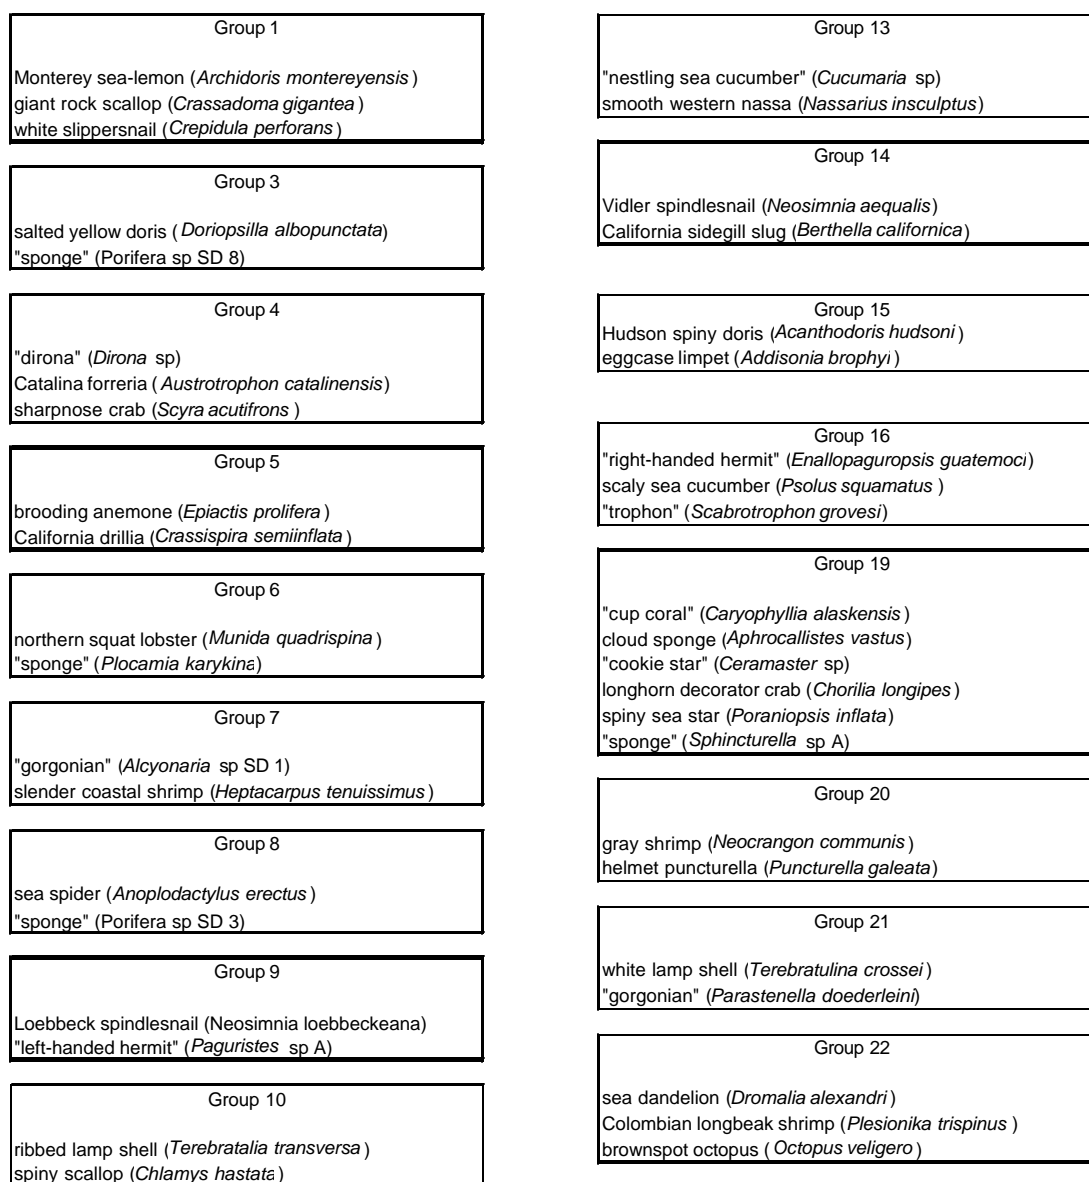 Group 1
Monterey sea-lemon (Archidoris montereyensis)
giant rock scallop (Crassadoma gigantea)
white slippersnail (Crepidula perforans)
Group 3
salted yellow doris (Doriopsilla albopunctata)
"sponge" (Porifera sp SD 8)
Group 4
"dirona" (Dirona sp)
Catalina forreria (Austrotrophon catalinensis)
sharpnose crab (Scyra acutifrons)
Group 5
brooding anemone (Epiactis prolifera)
California drillia (Crassispira semiinflata)
Group 6
northern squat lobster (Munida quadrispina)
"sponge" (Plocamia karykina)
Group 7
"gorgonian" (Alcyonaria sp SD 1)
slender coastal shrimp (Heptacarpus tenuissimus)
Group 8
sea spider (Anoplodactylus erectus)
"sponge" (Porifera sp SD 3)
Group 9
Loebbeck spindlesnail (Neosimnia loebbeckeana)
"left-handed hermit" (Paguristes sp A)
Group 10
ribbed lamp shell (Terebratalia transversa)
spiny scallop (Chlamys hastata)
Group 13
"nestling sea cucumber" (Cucumaria sp)
smooth western nassa (Nassarius insculptus)
Group 14
Vidler spindlesnail (Neosimnia aequalis)
California sidegill slug (Berthella californica)
Group 15
Hudson spiny doris (Acanthodoris hudsoni)
eggcase limpet (Addisonia brophyi)
Group 16
"right-handed hermit" (Enallopaguropsis guatemoci)
scaly sea cucumber (Psolus squamatus)
"trophon" (Scabrotrophon grovesi)
Group 19
"cup coral" (Caryophyllia alaskensis)
cloud sponge (Aphrocallistes vastus)
"cookie star" (Ceramaster sp)
longhorn decorator crab (Chorilia longipes)
spiny sea star (Poraniopsis inflata)
"sponge" (Sphincturella sp A)
Group 20
gray shrimp (Neocrangon communis)
helmet puncturella (Puncturella galeata)
Group 21
white lamp shell (Terebratulina crossei)
"gorgonian" (Parastenella doederleini)
Group 22
sea dandelion (Dromalia alexandri)
Colombian longbeak shrimp (Plesionika trispinus)
brownspot octopus (Octopus veligero)